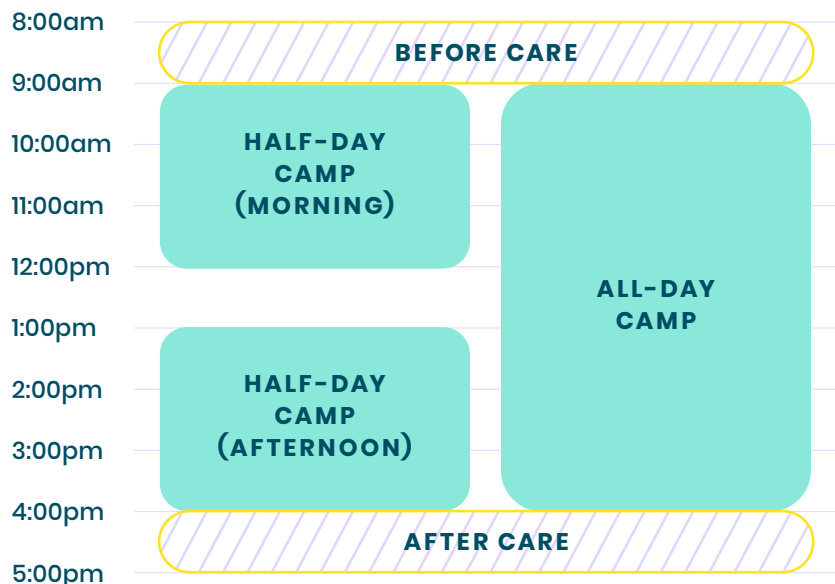 8:00am
BEFORE CARE
9:00am
10:00am
HALF-DAY
CAMP
(MORNING)
11:00am
12:00pm
ALL-DAY
CAMP
1:00pm
2:00pm
HALF-DAY
CAMP
(AFTERNOON)
3:00pm
4:00pm
AFTER CARE
5:00pm